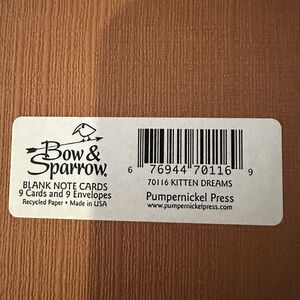 Bow &
Sparrow
BLANK NOTE CARDS
9 Cards and 9 Envelopes
Recycled Paper • Made in USA
6 76944 70116 9
70116 KITTEN DREAMS
Pumpernickel Press
www.pumpernickelpress.com